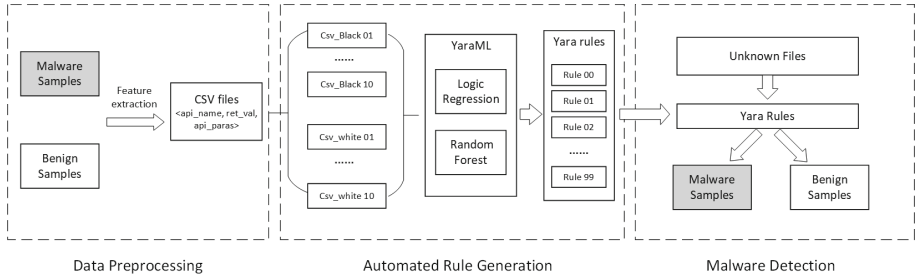 Malware
Samples
Benign
Samples
Feature
extraction
CSV files
<api_name, ret_val,
api_paras>
Data Preprocessing
Csv_Black 01
......
Csv_Black 10
Csv_white 01
......
Csv_white 10
YaraML
Logic
Regression
Random
Forest
Yara rules
Rule 00
Rule 01
Rule 02
......
Rule 99
Automated Rule Generation
Unknown Files
Yara Rules
Malware
Samples
Benign
Samples
Malware Detection